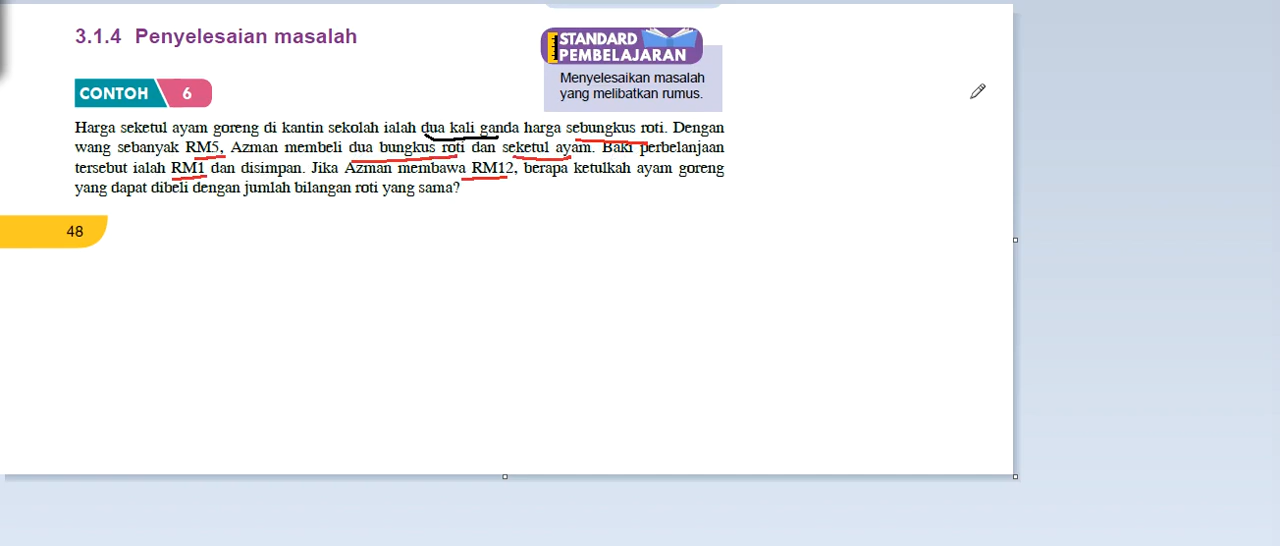 3.1.4 Penyelesaian masalah
STANDARD
PEMBELAJARAN
Menyelesaikan masalah
yang melibatkan rumus.
CONTOH 6
Harga seketul ayam goreng di kantin sekolah ialah dua kali ganda harga sebungkus roti. Dengan
wang sebanyak RM5, Azman membeli dua bungkus roti dan seketul ayam. Baki perbelanjaan
tersebut ialah RM1 dan disimpan. Jika Azman membawa RM12, berapa ketulkah ayam goreng
yang dapat dibeli dengan jumlah bilangan roti yang sama?
48